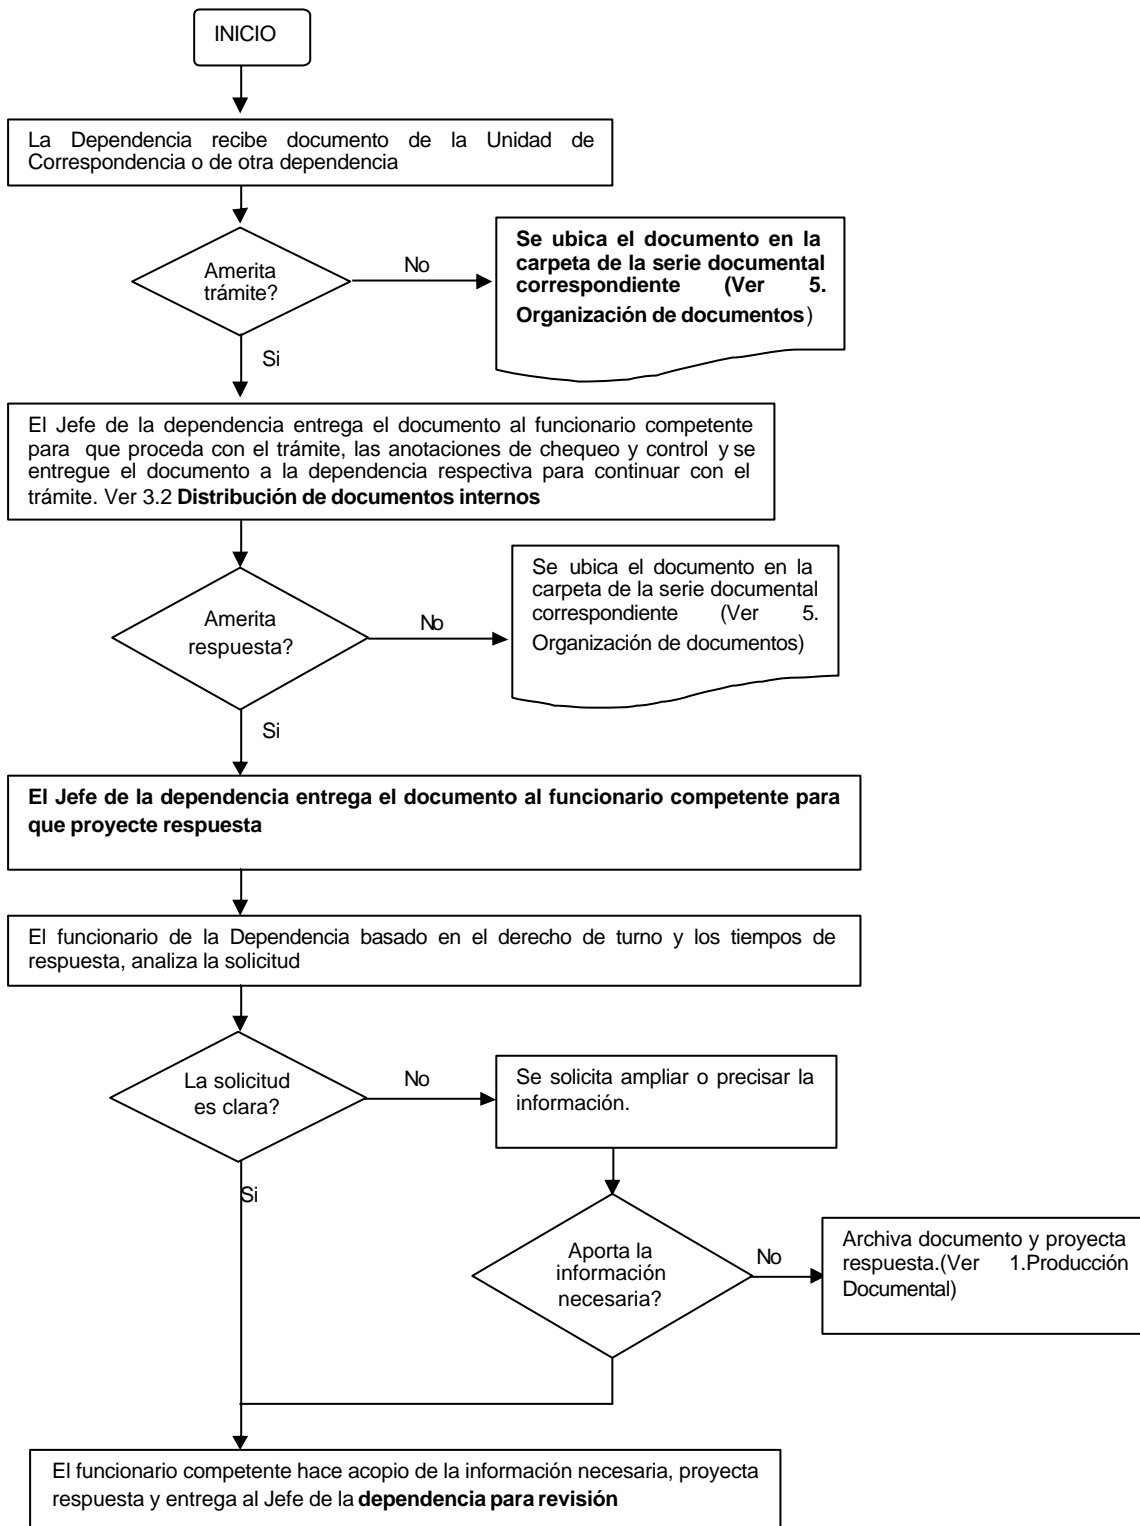 INICIO
La Dependencia recibe documento de la Unidad de
Correspondencia o de otra dependencia
Amerita
trámite?
No
Se ubica el documento en la
carpeta de la serie documental
correspondiente (Ver 5.
Organización de documentos)
Si
El Jefe de la dependencia entrega el documento al funcionario competente
para que proceda con el trámite, las anotaciones de chequeo y control y se
entregue el documento a la dependencia respectiva para continuar con el
trámite. Ver 3.2 Distribución de documentos internos
Amerita
respuesta?
No
Se ubica el documento en la
carpeta de la serie documental
correspondiente (Ver 5.
Organización de documentos)
Si
El Jefe de la dependencia entrega el documento al funcionario competente para
que proyecte respuesta
El funcionario de la Dependencia basado en el derecho de turno y los tiempos de
respuesta, analiza la solicitud
La solicitud
es clara?
No
Se solicita ampliar o precisar la
información.
Si
Aporta la
información
necesaria?
No
Archiva documento y proyecta
respuesta.(Ver 1.Producción
Documental)
El funcionario competente hace acopio de la información necesaria, proyecta
respuesta y entrega al Jefe de la dependencia para revisión